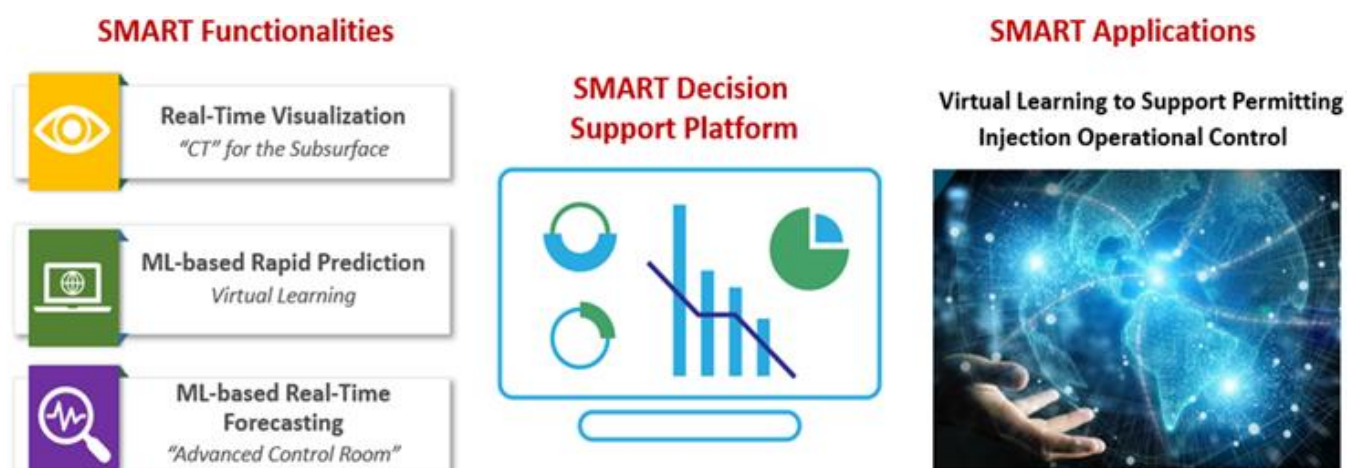 SMART Functionalities
Real-Time Visualization
“CT” for the Subsurface
ML-based Rapid Prediction
Virtual Learning
ML-based Real-Time
Forecasting
“Advanced Control Room”
SMART Decision
Support Platform
SMART Applications
Virtual Learning to Support Permitting
Injection Operational Control